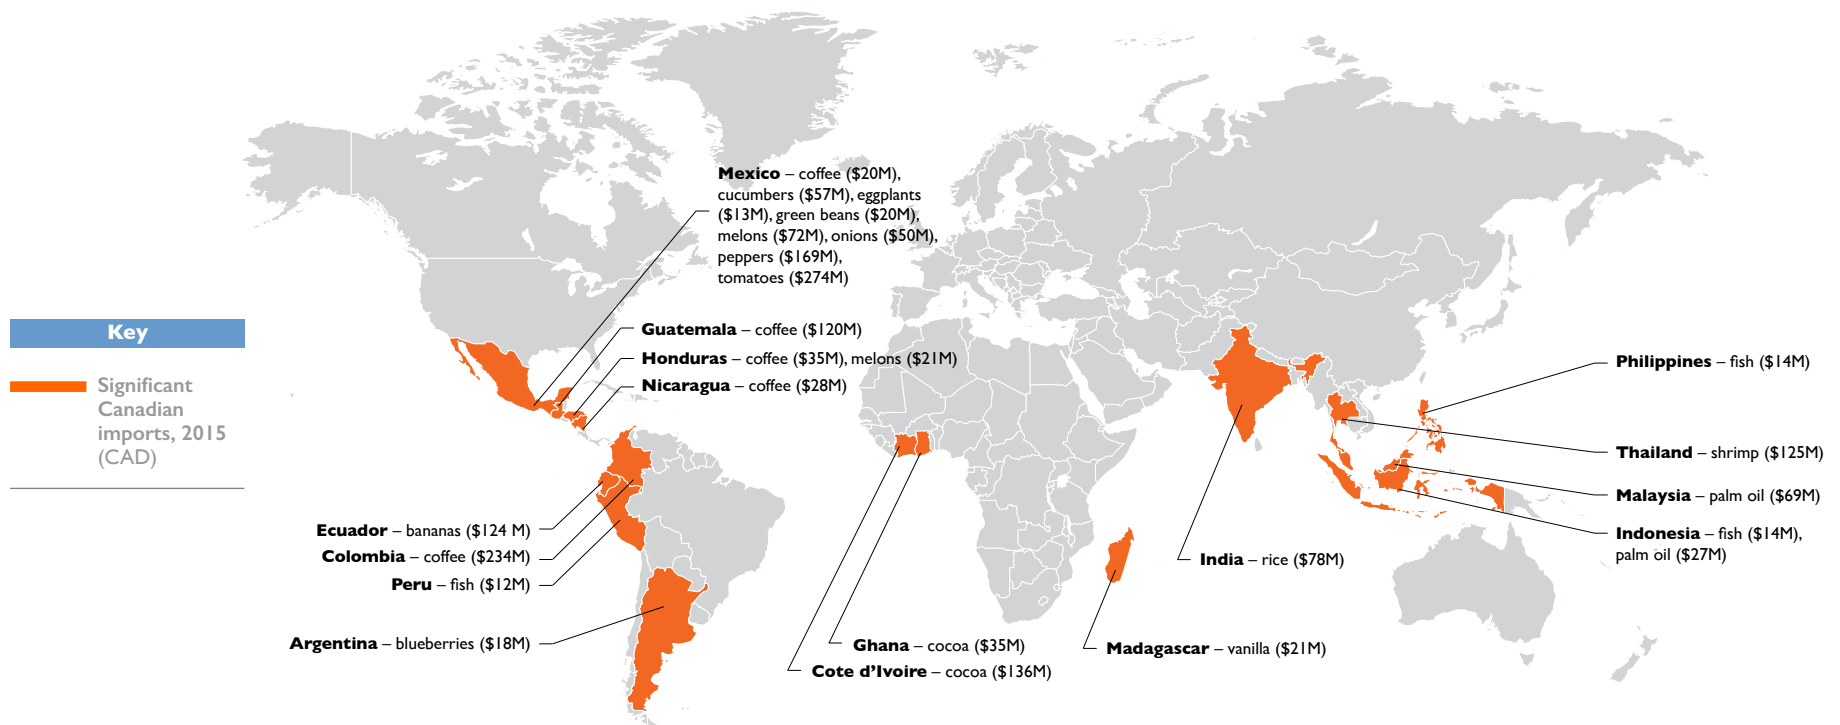 Mexico – coffee ($20M),
cucumbers ($57M), eggplants
($13M), green beans ($20M),
melons ($72M), onions ($50M),
peppers ($169M),
tomatoes ($274M)
Guatemala – coffee ($120M)
Honduras – coffee ($35M), melons ($21M)
Nicaragua – coffee ($28M)
Key
Significant
Canadian
imports, 2015
(CAD)
Philippines – fish ($14M)
Thailand – shrimp ($125M)
Malaysia – palm oil ($69M)
Indonesia – fish ($14M),
palm oil ($27M)
Ecuador – bananas ($124 M)
Colombia – coffee ($234M)
Peru – fish ($12M)
India – rice ($78M)
Argentina – blueberries ($18M)
Ghana – cocoa ($35M)
Cote d’Ivoire – cocoa ($136M)
Madagascar – vanilla ($21M)